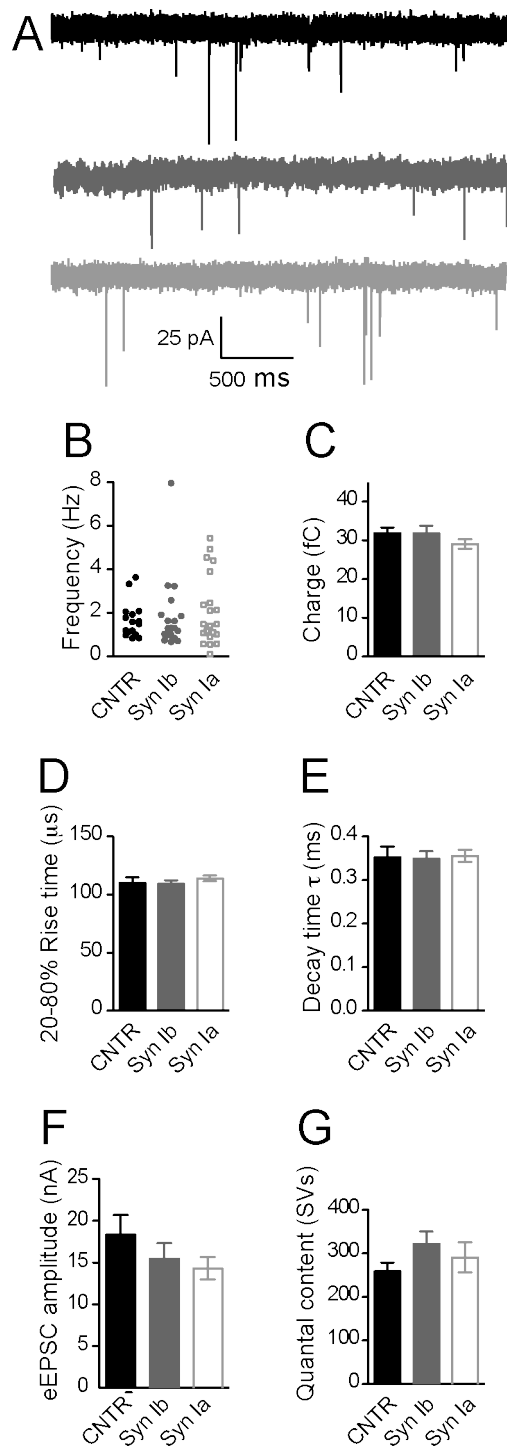 A
25 pA
500 ms
B
Frequency (Hz)
8
6
4
2
0
CNTR
Syn Ib
Syn Ia
C
Charge (fC)
40
30
20
10
0
CNTR
Syn Ib
Syn Ia
D
20-80% Rise time (µs)
150
100
50
0
CNTR
Syn Ib
Syn Ia
E
Decay time τ (ms)
0.4
0.3
0.2
0.1
0.0
CNTR
Syn Ib
Syn Ia
F
eEPSC amplitude (nA)
25
20
15
10
5
0
CNTR
Syn Ib
Syn Ia
G
Quantal content (SVs)
400
300
200
100
0
CNTR
Syn Ib
Syn Ia